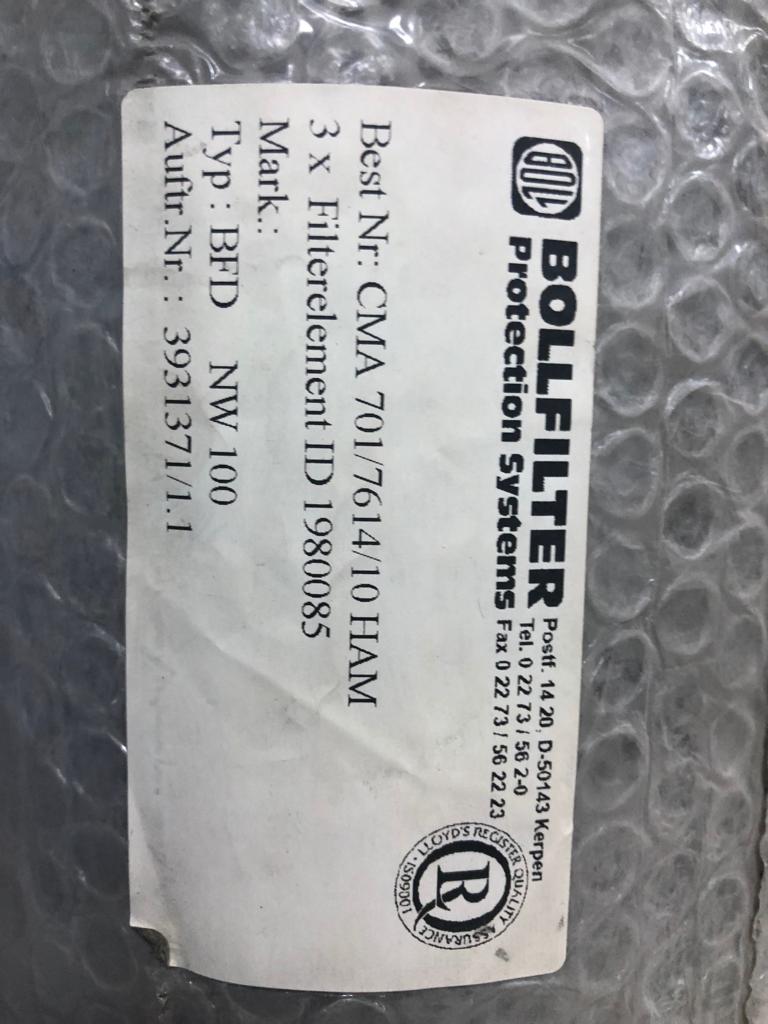 BOLL
BOLLFILTER
Protection Systems
Postf. 14 20, D-50143 Kerpen
Tel. 0 22 73 / 56 2-0
Fax 0 22 73 / 56 22 23
LLOYD'S REGISTER QUALITY ASSURANCE · ISO9001 ·
R
Best Nr: CMA 701/7614/10 HAM
3 x Filterelement ID 1980085
Mark.:
Typ : BFD NW 100
Auftr.Nr. : 3931371/1.1